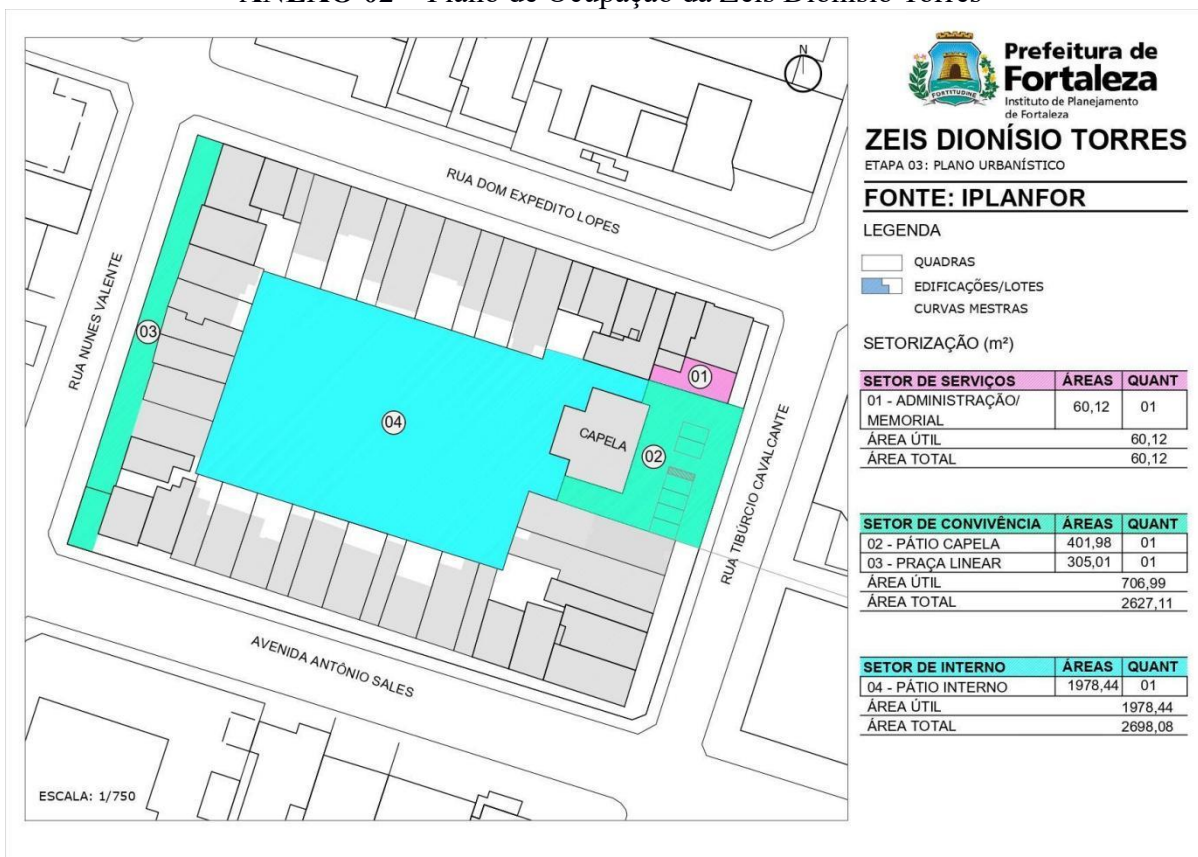 ANEXO 02 – Plano de Ocupação da Zeis Dionísio Torres
N
RUA DOM EXPEDITO LOPES
RUA NUNES VALENTE
03
01
04
CAPELA
02
RUA TIBÚRCIO CAVALCANTE
AVENIDA ANTÔNIO SALES
ESCALA: 1/750
FORTITUDINE
Prefeitura de
Fortaleza
Instituto de Planejamento
de Fortaleza
ZEIS DIONÍSIO TORRES
ETAPA 03: PLANO URBANÍSTICO
FONTE: IPLANFOR
LEGENDA
QUADRAS
EDIFICAÇÕES/LOTES
CURVAS MESTRAS
SETORIZAÇÃO (m²)
SETOR DE SERVIÇOS ÁREAS QUANT
01 - ADMINISTRAÇÃO/
MEMORIAL 60,12 01
ÁREA ÚTIL 60,12
ÁREA TOTAL 60,12
SETOR DE CONVIVÊNCIA ÁREAS QUANT
02 - PÁTIO CAPELA 401,98 01
03 - PRAÇA LINEAR 305,01 01
ÁREA ÚTIL 706,99
ÁREA TOTAL 2627,11
SETOR DE INTERNO ÁREAS QUANT
04 - PÁTIO INTERNO 1978,44 01
ÁREA ÚTIL 1978,44
ÁREA TOTAL 2698,08